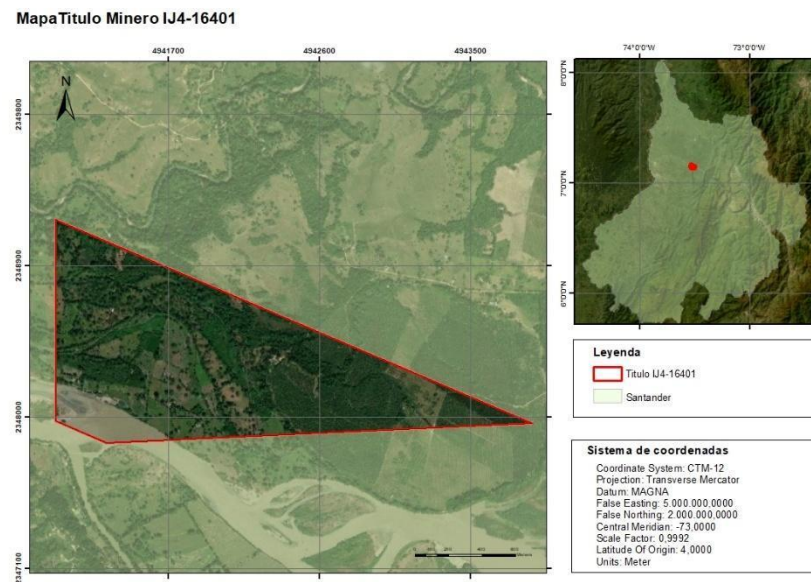 MapaTitulo Minero IJ4-16401
4941700
4942600
4943500
74°0'0"W
73°0'0"W
N
2349800
2348900
2348000
2347100
8°0'0"N
7°0'0"N
6°0'0"N
Leyenda
Titulo IJ4-16401
Santander
Sistema de coordenadas
Coordinate System: CTM-12
Projection: Transverse Mercator
Datum: MAGNA
False Easting: 5.000.000,0000
False Northing: 2.000.000,0000
Central Meridian: -73,0000
Scale Factor: 0,9992
Latitude Of Origin: 4,0000
Units: Meter